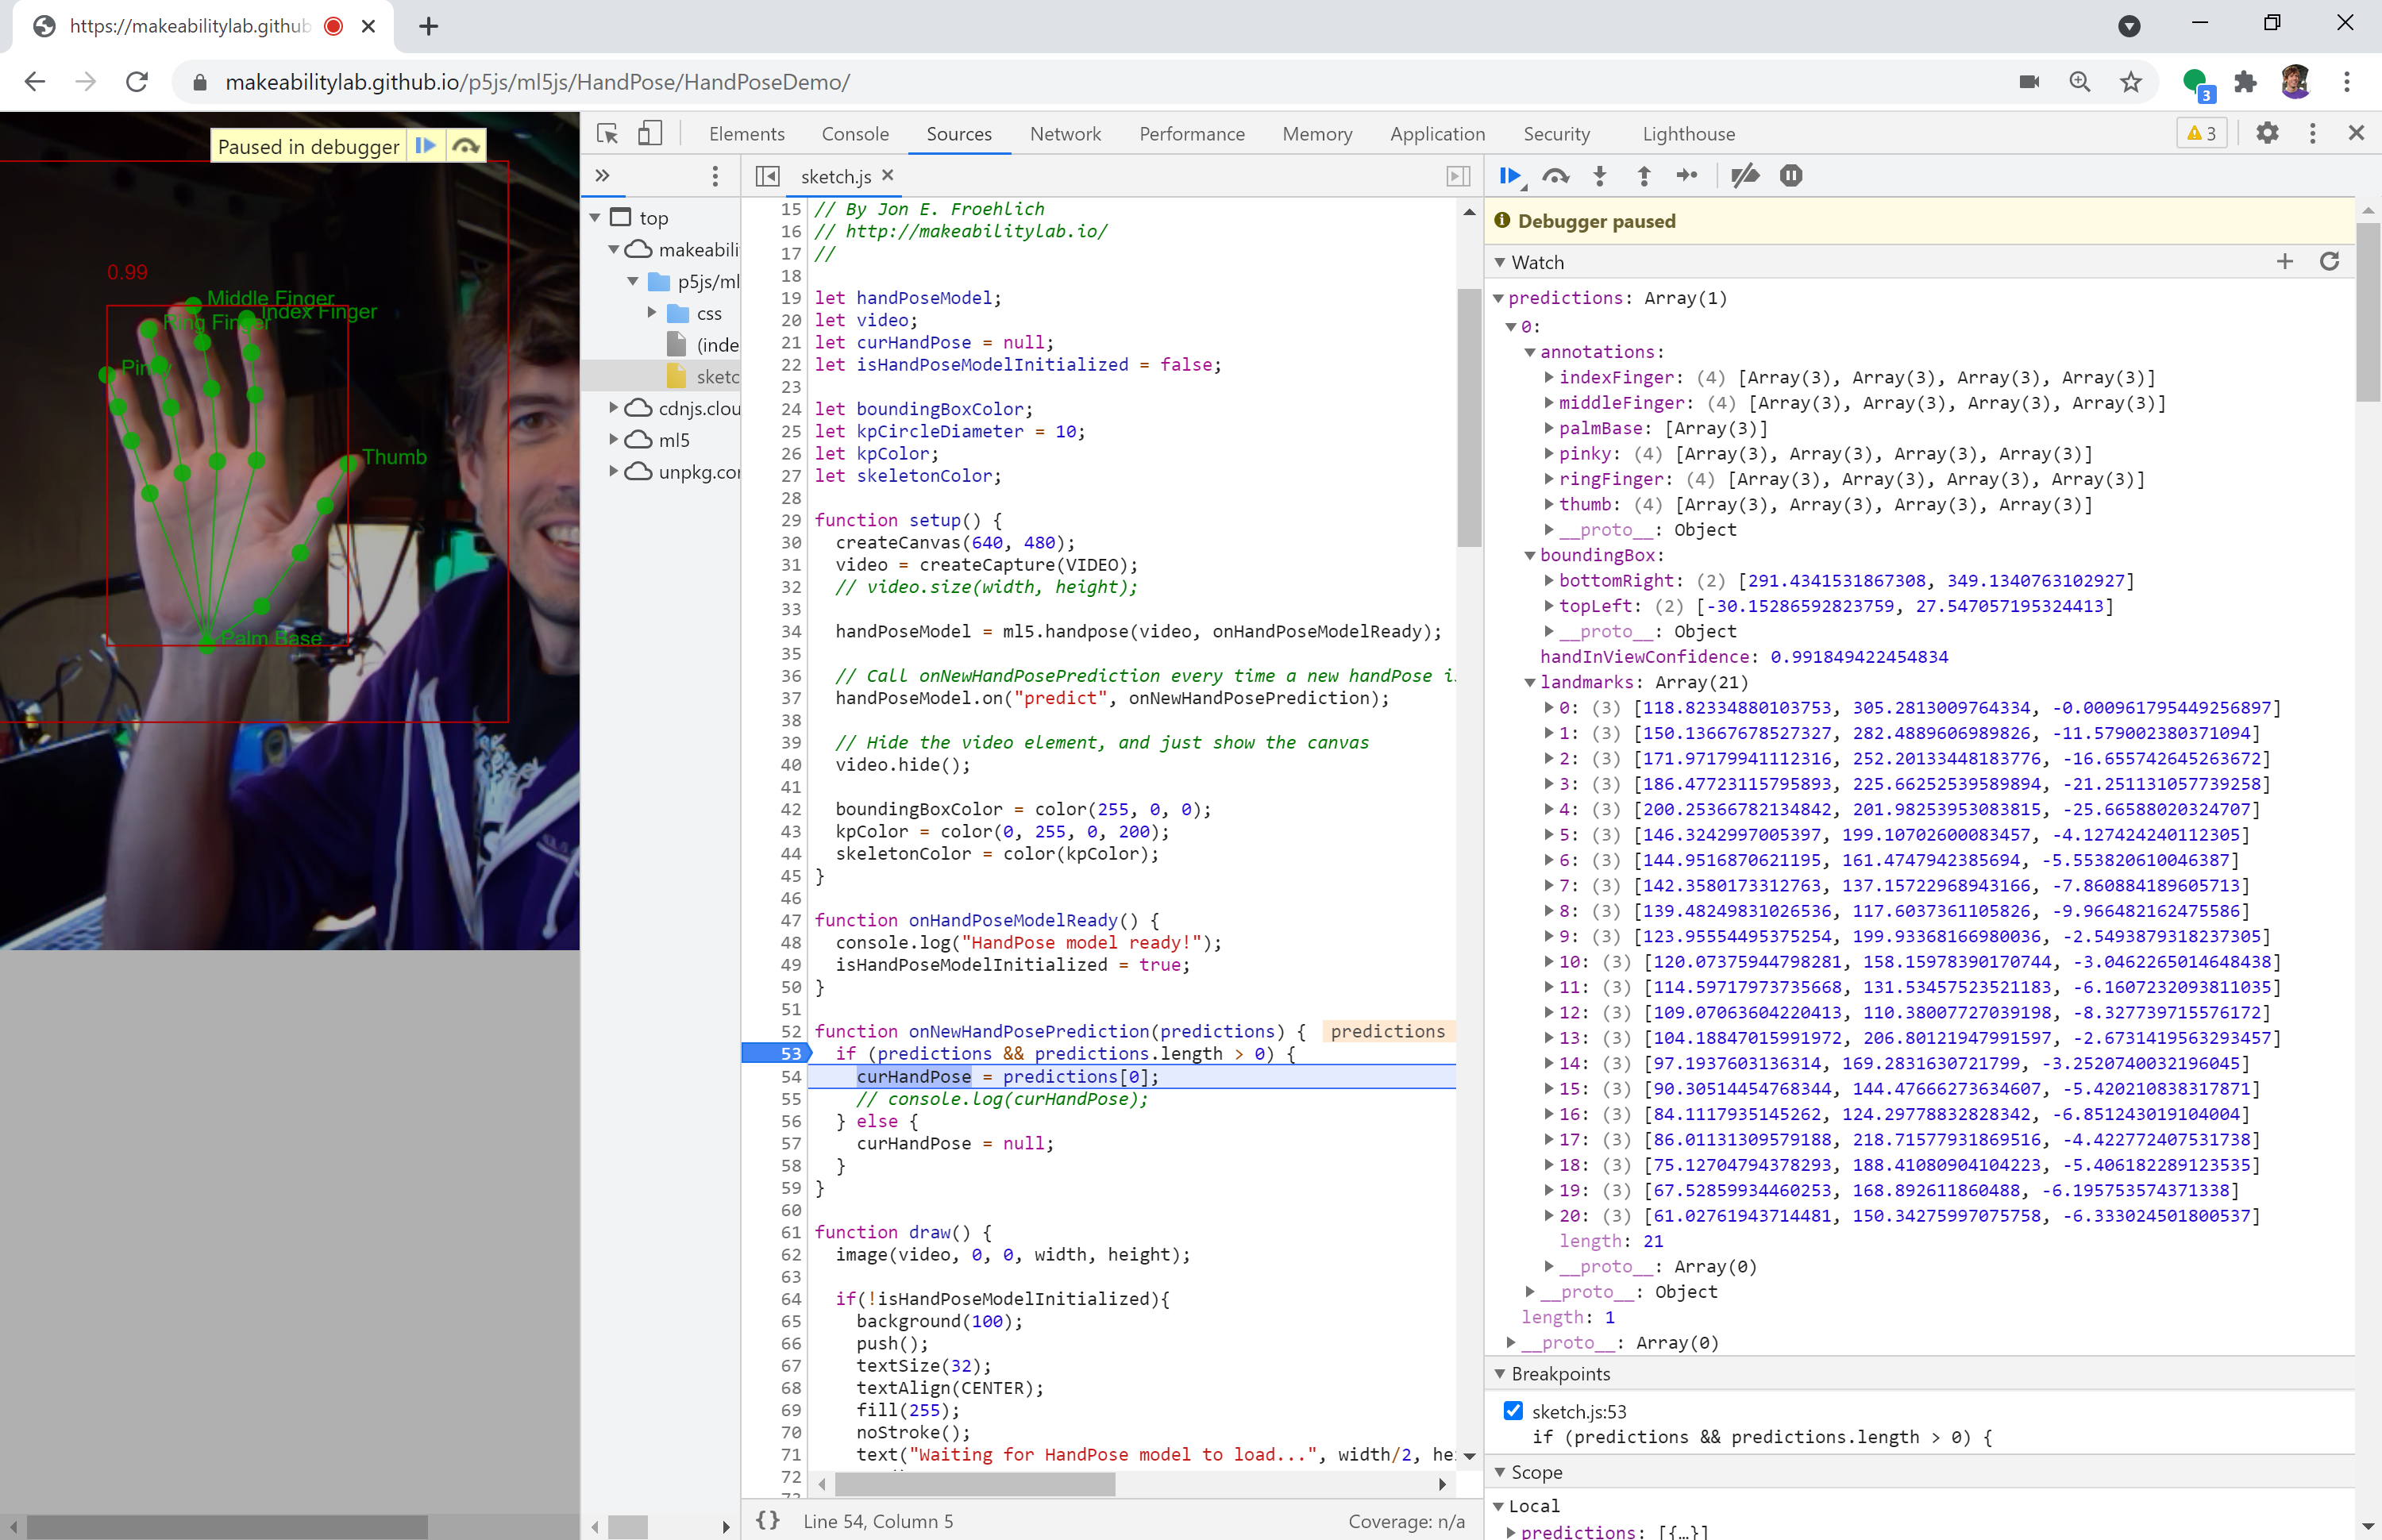 https://makeabilitylab.github
makeabilitylab.github.io/p5js/ml5js/HandPose/HandPoseDemo/
3
Paused in debugger
0.99
Middle Finger
Index Finger
Ring Finger
Pinky
Thumb
Palm Base
Elements Console Sources Network Performance Memory Application Security Lighthouse
3
top
makeabili
p5js/ml
css
(inde
sketc
cdnjs.clou
ml5
unpkg.cor
sketch.js
15 // By Jon E. Froehlich
16 // http://makeabilitylab.io/
17 //
18
19 let handPoseModel;
20 let video;
21 let curHandPose = null;
22 let isHandPoseModelInitialized = false;
23
24 let boundingBoxColor;
25 let kpCircleDiameter = 10;
26 let kpColor;
27 let skeletonColor;
28
29 function setup() {
30 createCanvas(640, 480);
31 video = createCapture(VIDEO);
32 // video.size(width, height);
33
34 handPoseModel = ml5.handpose(video, onHandPoseModelReady);
35
36 // Call onNewHandPosePrediction every time a new handPose i
37 handPoseModel.on("predict", onNewHandPosePrediction);
38
39 // Hide the video element, and just show the canvas
40 video.hide();
41
42 boundingBoxColor = color(255, 0, 0);
43 kpColor = color(0, 255, 0, 200);
44 skeletonColor = color(kpColor);
45 }
46
47 function onHandPoseModelReady() {
48 console.log("HandPose model ready!");
49 isHandPoseModelInitialized = true;
50 }
51
52 function onNewHandPosePrediction(predictions) { predictions
53 if (predictions && predictions.length > 0) {
54 curHandPose = predictions[0];
55 // console.log(curHandPose);
56 } else {
57 curHandPose = null;
58 }
59 }
60
61 function draw() {
62 image(video, 0, 0, width, height);
63
64 if(!isHandPoseModelInitialized){
65 background(100);
66 push();
67 textSize(32);
68 textAlign(CENTER);
69 fill(255);
70 noStroke();
71 text("Waiting for HandPose model to load...", width/2, he
72
{} Line 54, Column 5
Coverage: n/a
Debugger paused
Watch
predictions: Array(1)
0:
annotations:
indexFinger: (4) [Array(3), Array(3), Array(3), Array(3)]
middleFinger: (4) [Array(3), Array(3), Array(3), Array(3)]
palmBase: [Array(3)]
pinky: (4) [Array(3), Array(3), Array(3), Array(3)]
ringFinger: (4) [Array(3), Array(3), Array(3), Array(3)]
thumb: (4) [Array(3), Array(3), Array(3), Array(3)]
__proto__: Object
boundingBox:
bottomRight: (2) [291.4341531867308, 349.1340763102927]
topLeft: (2) [-30.15286592823759, 27.547057195324413]
__proto__: Object
handInViewConfidence: 0.991849422454834
landmarks: Array(21)
0: (3) [118.82334880103753, 305.2813009764334, -0.0009617954492568­97]
1: (3) [150.13667678527327, 282.4889606989826, -11.579002380371094]
2: (3) [171.97179941112316, 252.20133448183776, -16.655742645263672]
3: (3) [186.47723115795893, 225.66252539589894, -21.251131057739258]
4: (3) [200.25366782134842, 201.98253953083815, -25.66588020324707]
5: (3) [146.3242997005397, 199.10702600083457, -4.127424240112305]
6: (3) [144.9516870621195, 161.4747942385694, -5.553820610046387]
7: (3) [142.3580173312763, 137.15722968943166, -7.860884189605713]
8: (3) [139.48249831026536, 117.6037361105826, -9.966482162475586]
9: (3) [123.95554495375254, 199.93368166980036, -2.5493879318237305]
10: (3) [120.07375944798281, 158.15978390170744, -3.0462265014648438]
11: (3) [114.59717973735668, 131.53457523521183, -6.1607232093811035]
12: (3) [109.07063604220413, 110.38007727039198, -8.327739715576172]
13: (3) [104.18847015991972, 206.80121947991597, -2.6731419563293457]
14: (3) [97.1937603136314, 169.2831630721799, -3.2520740032196045]
15: (3) [90.30514454768344, 144.47666273634607, -5.420210838317871]
16: (3) [84.1117935145262, 124.29778832828342, -6.851243019104004]
17: (3) [86.01131309579188, 218.71577931869516, -4.422772407531738]
18: (3) [75.12704794378293, 188.41080904104223, -5.406182289123535]
19: (3) [67.52859934460253, 168.892611860488, -6.195753574371338]
20: (3) [61.02761943714481, 150.34275997075758, -6.333024501800537]
length: 21
__proto__: Array(0)
__proto__: Object
length: 1
__proto__: Array(0)
Breakpoints
sketch.js:53
if (predictions && predictions.length > 0) {
Scope
Local
predictions: [{…}]